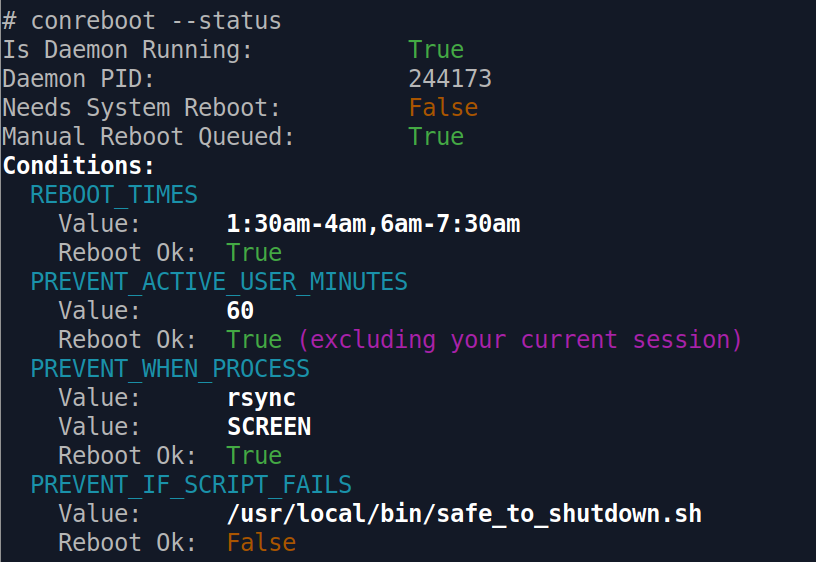 # conreboot --status
Is Daemon Running: True
Daemon PID: 244173
Needs System Reboot: False
Manual Reboot Queued: True
Conditions:
REBOOT_TIMES
Value: 1:30am-4am,6am-7:30am
Reboot Ok: True
PREVENT_ACTIVE_USER_MINUTES
Value: 60
Reboot Ok: True (excluding your current session)
PREVENT_WHEN_PROCESS
Value: rsync
Value: SCREEN
Reboot Ok: True
PREVENT_IF_SCRIPT_FAILS
Value: /usr/local/bin/safe_to_shutdown.sh
Reboot Ok: False